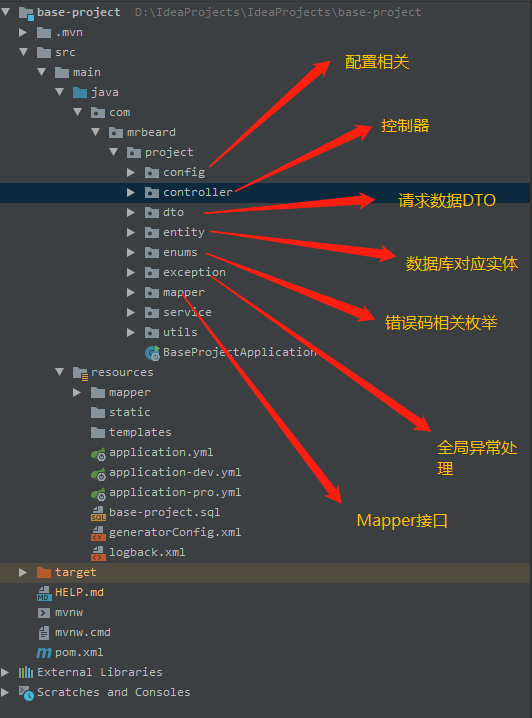 base-project D:\IdeaProjects\IdeaProjects\base-project
.mvn
src
main
配置相关
java
com
控制器
mrbeard
project
config
controller
请求数据DTO
dto
entity
数据库对应实体
enums
exception
mapper
错误码相关枚举
service
utils
BaseProjectApplication
resources
mapper
static
templates
全局异常处
理
application.yml
application-dev.yml
application-pro.yml
base-project.sql
Mapper接口
generatorConfig.xml
logback.xml
target
HELP.md
mvnw
mvnw.cmd
pom.xml
External Libraries
Scratches and Consoles